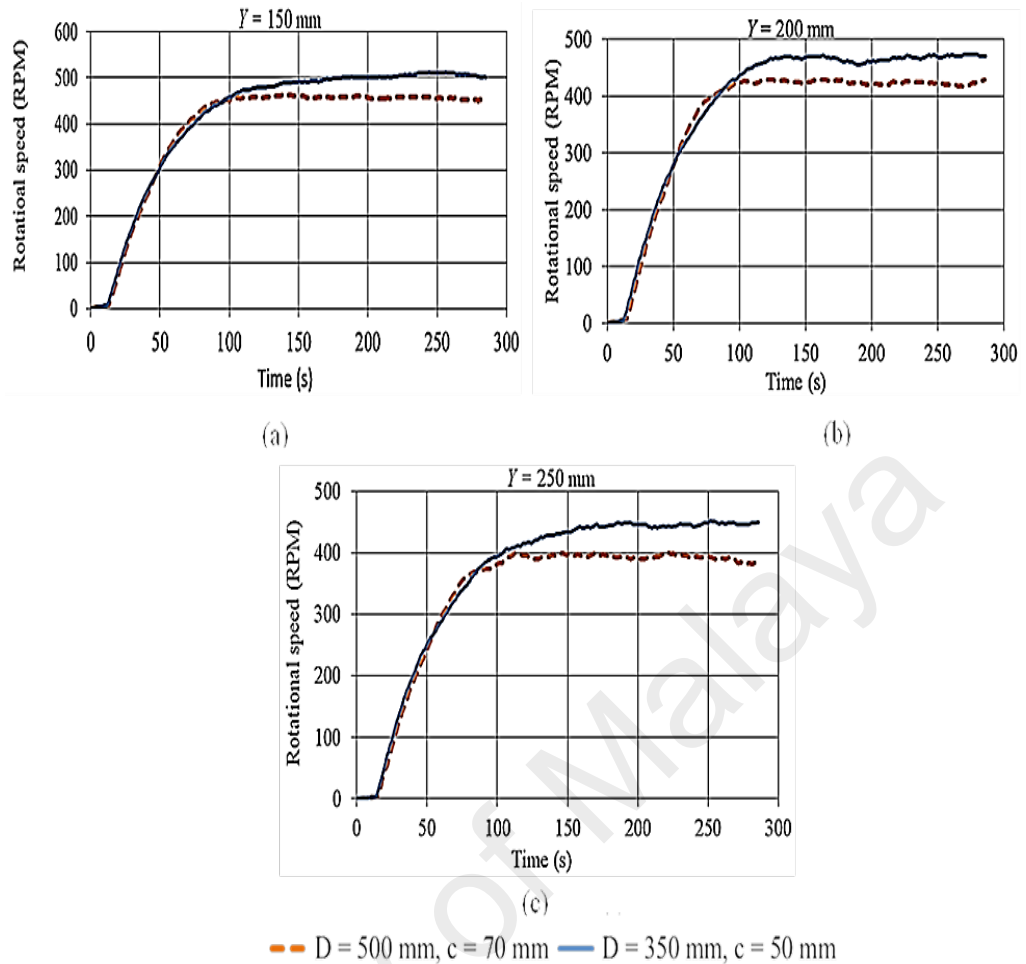 Y = 150 mm
Rotatioal speed (RPM)
600
500
400
300
200
100
0
0 50 100 150 200 250 300
Time (s)
(a)
Y = 200 mm
Rotational speed (RPM)
500
400
300
200
100
0
0 50 100 150 200 250 300
Time (s)
(b)
Y = 250 mm
Rotational speed (RPM)
500
400
300
200
100
0
0 50 100 150 200 250 300
Time (s)
(c)
D = 500 mm, c = 70 mm D = 350 mm, c = 50 mm
of Malaya